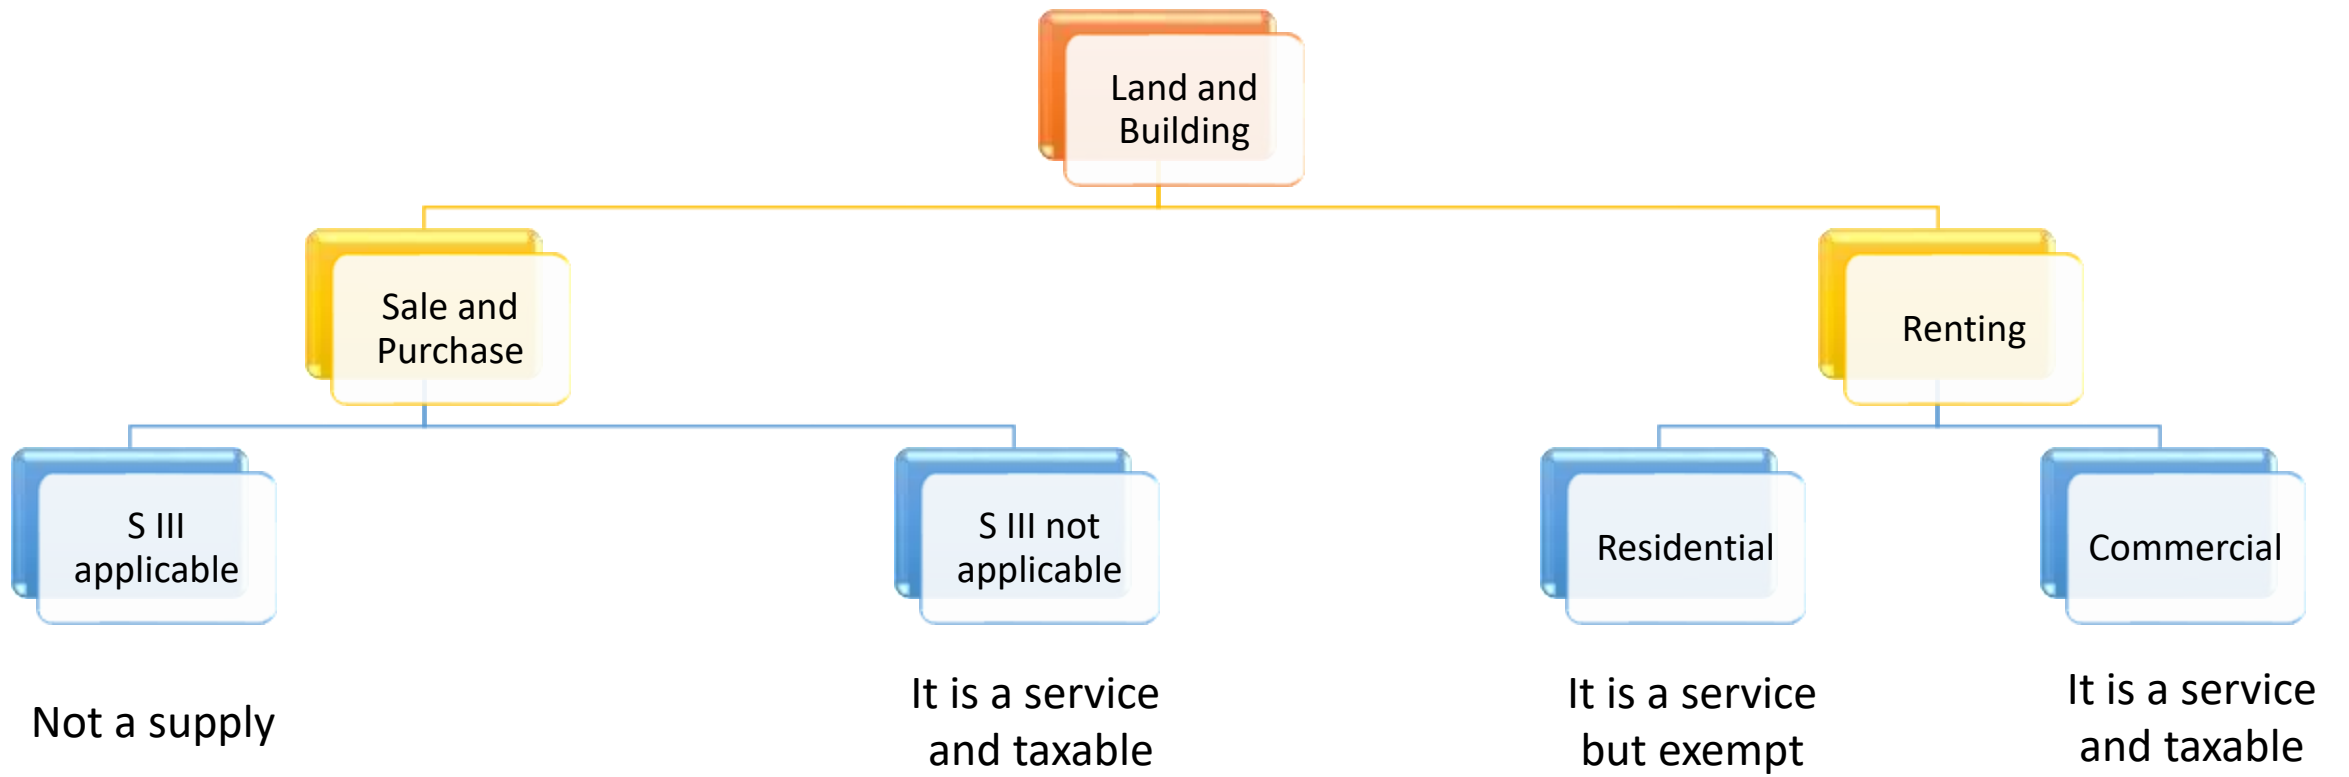 Land and
Building
Sale and
Purchase
Renting
S III
applicable
S III not
applicable
Residential
Commercial
Not a supply
It is a service
and taxable
It is a service
but exempt
It is a service
and taxable